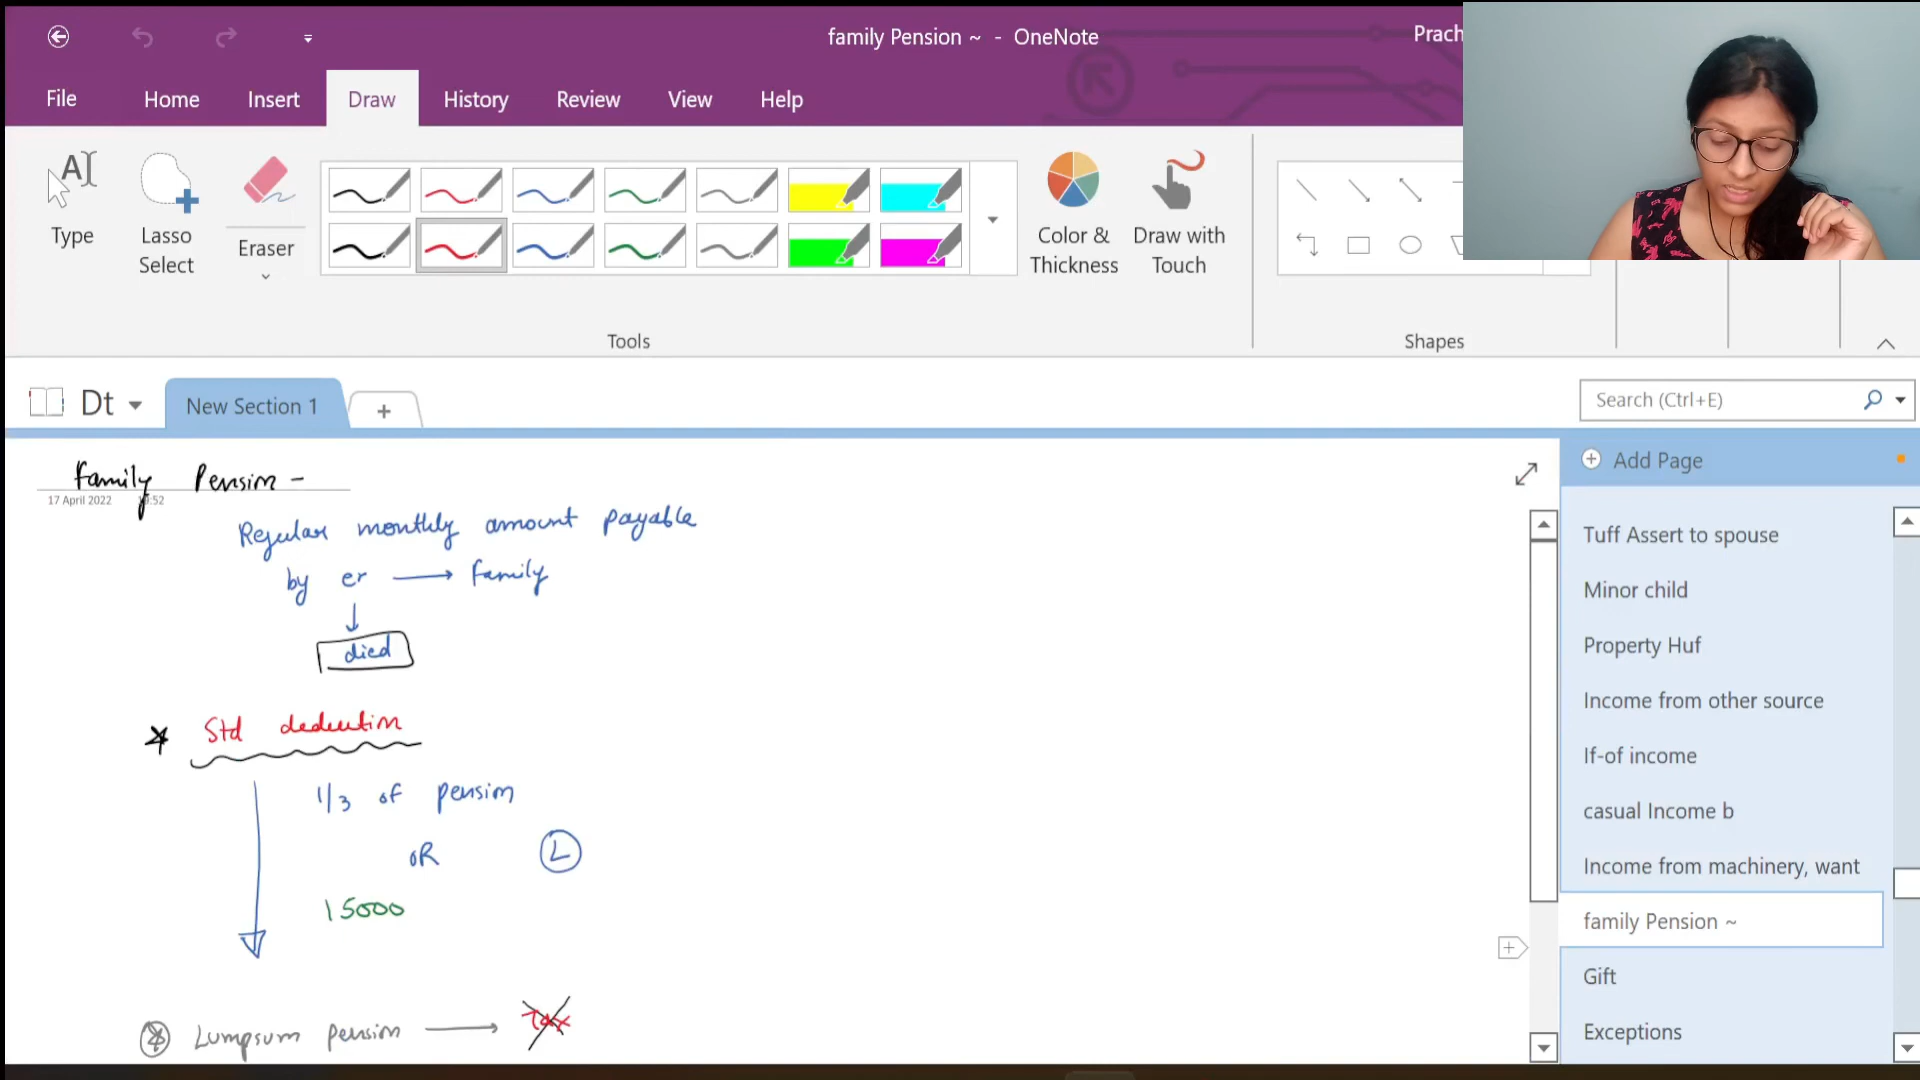 family Pension ~ - OneNote
Prach
File
Home
Insert
Draw
History
Review
View
Help
Type
Lasso Select
Eraser
Color & Thickness
Draw with Touch
Tools
Shapes
Dt
New Section 1
Search (Ctrl+E)
family Pension -
17 April 2022
:52
Regular monthly amount payable
by er → family
↓
died
Std deduction
1/3 of pension
OR L
15000
Lumpsum pension → Tax
Add Page
Tuff Assert to spouse
Minor child
Property Huf
Income from other source
If-of income
casual Income b
Income from machinery, want
family Pension ~
Gift
Exceptions